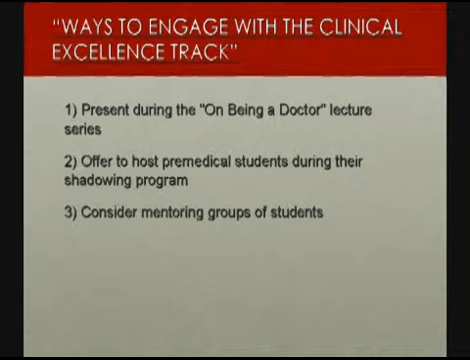 "WAYS TO ENGAGE WITH THE CLINICAL
EXCELLENCE TRACK"
1) Present during the "On Being a Doctor" lecture
series
2) Offer to host premedical students during their
shadowing program
3) Consider mentoring groups of students